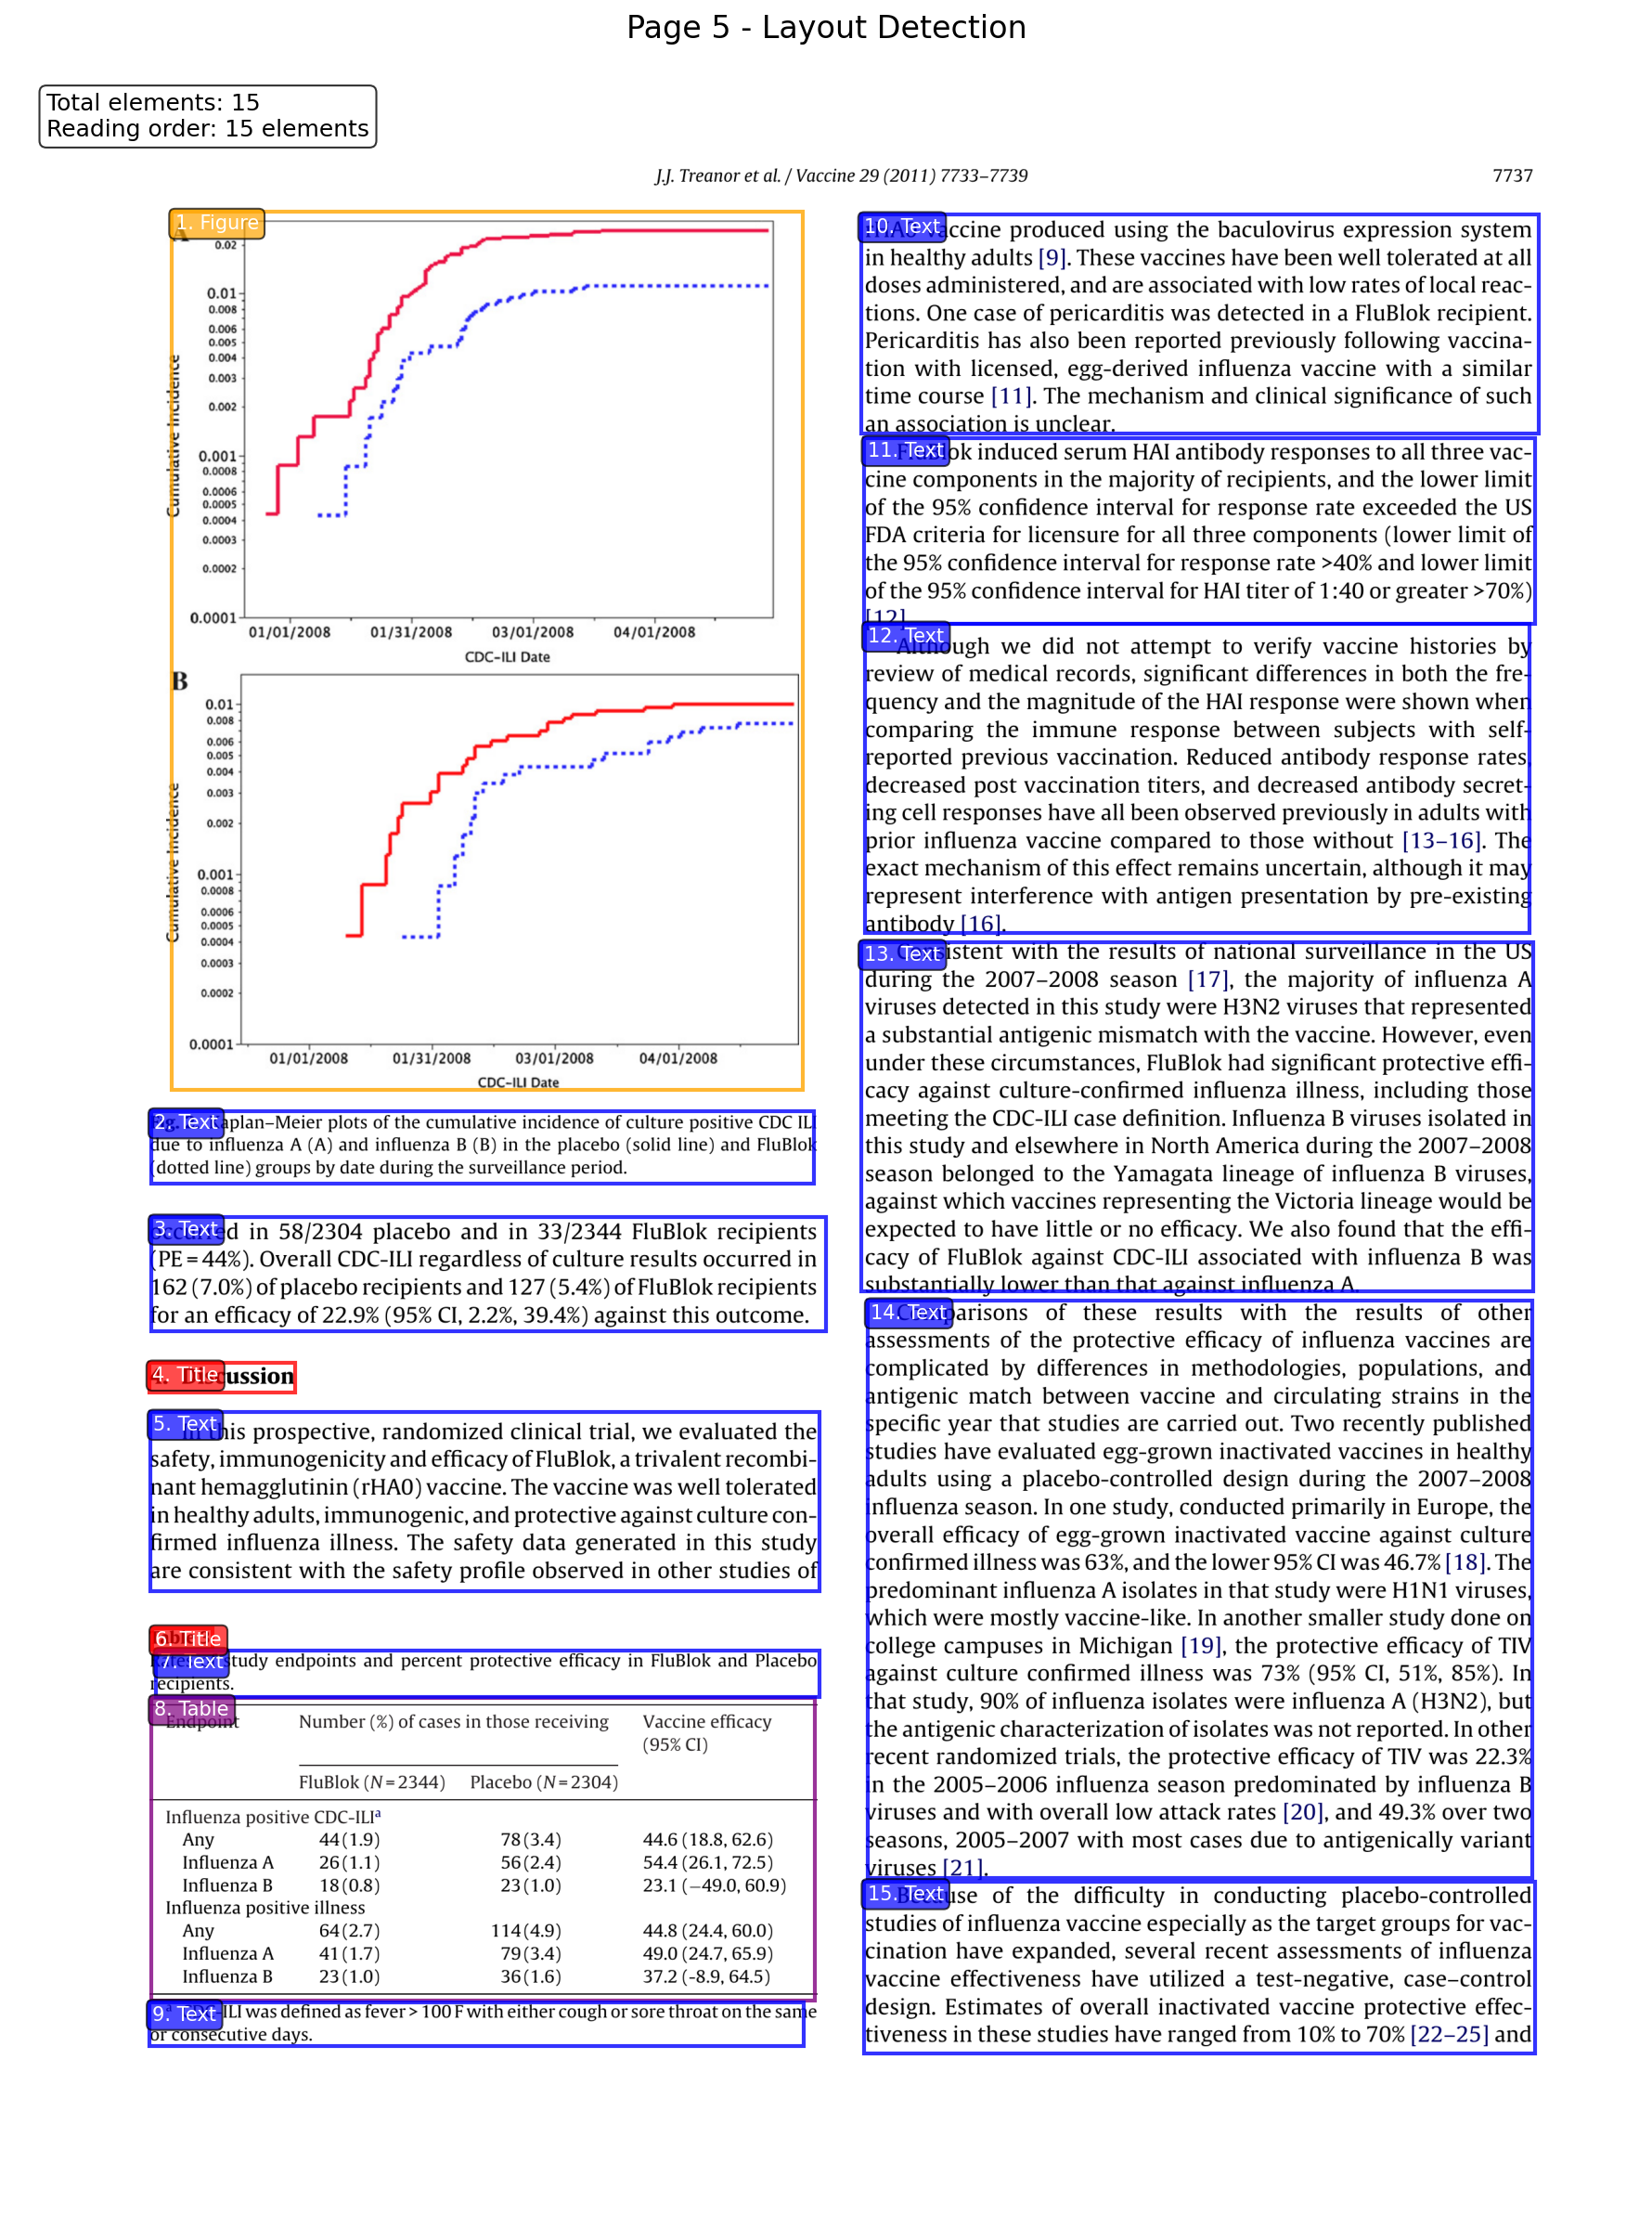 Page 5 - Layout Detection
Total elements: 15
Reading order: 15 elements
J.J. Treanor et al. / Vaccine 29 (2011) 7733–7739
7737
1. Figure
0.02
0.01
0.008
0.006
0.005
0.004
0.003
0.002
0.001
0.0008
0.0006
0.0005
0.0004
0.0003
0.0002
0.0001
Cumulative Incidence
01/01/2008 01/31/2008 03/01/2008 04/01/2008
CDC-ILI Date
B
0.01
0.008
0.006
0.005
0.004
0.003
0.002
0.001
0.0008
0.0006
0.0005
0.0004
0.0003
0.0002
0.0001
Cumulative Incidence
01/01/2008 01/31/2008 03/01/2008 04/01/2008
CDC-ILI Date
2. Text
aplan–Meier plots of the cumulative incidence of culture positive CDC ILI
due to influenza A (A) and influenza B (B) in the placebo (solid line) and FluBlok
(dotted line) groups by date during the surveillance period.
3. Text
d in 58/2304 placebo and in 33/2344 FluBlok recipients
(PE = 44%). Overall CDC-ILI regardless of culture results occurred in
162 (7.0%) of placebo recipients and 127 (5.4%) of FluBlok recipients
for an efficacy of 22.9% (95% CI, 2.2%, 39.4%) against this outcome.
4. Title
ussion
5. Text
his prospective, randomized clinical trial, we evaluated the
safety, immunogenicity and efficacy of FluBlok, a trivalent recombi-
nant hemagglutinin (rHA0) vaccine. The vaccine was well tolerated
in healthy adults, immunogenic, and protective against culture con-
firmed influenza illness. The safety data generated in this study
are consistent with the safety profile observed in other studies of
6. Title
7. Text
study endpoints and percent protective efficacy in FluBlok and Placebo
recipients.
8. Table
Endpoint Number (%) of cases in those receiving Vaccine efficacy
(95% CI)
FluBlok (N = 2344) Placebo (N = 2304)
Influenza positive CDC-ILIa
Any 44 (1.9) 78 (3.4) 44.6 (18.8, 62.6)
Influenza A 26 (1.1) 56 (2.4) 54.4 (26.1, 72.5)
Influenza B 18 (0.8) 23 (1.0) 23.1 (−49.0, 60.9)
Influenza positive illness
Any 64 (2.7) 114 (4.9) 44.8 (24.4, 60.0)
Influenza A 41 (1.7) 79 (3.4) 49.0 (24.7, 65.9)
Influenza B 23 (1.0) 36 (1.6) 37.2 (-8.9, 64.5)
9. Text
ILI was defined as fever > 100 F with either cough or sore throat on the same
or consecutive days.
10. Text
accine produced using the baculovirus expression system
in healthy adults [9]. These vaccines have been well tolerated at all
doses administered, and are associated with low rates of local reac-
tions. One case of pericarditis was detected in a FluBlok recipient.
Pericarditis has also been reported previously following vaccina-
tion with licensed, egg-derived influenza vaccine with a similar
time course [11]. The mechanism and clinical significance of such
an association is unclear.
11. Text
ok induced serum HAI antibody responses to all three vac-
cine components in the majority of recipients, and the lower limit
of the 95% confidence interval for response rate exceeded the US
FDA criteria for licensure for all three components (lower limit of
the 95% confidence interval for response rate >40% and lower limit
of the 95% confidence interval for HAI titer of 1:40 or greater >70%)
[12]
12. Text
Although we did not attempt to verify vaccine histories by
review of medical records, significant differences in both the fre-
quency and the magnitude of the HAI response were shown when
comparing the immune response between subjects with self-
reported previous vaccination. Reduced antibody response rates,
decreased post vaccination titers, and decreased antibody secret-
ing cell responses have all been observed previously in adults with
prior influenza vaccine compared to those without [13–16]. The
exact mechanism of this effect remains uncertain, although it may
represent interference with antigen presentation by pre-existing
antibody [16].
13. Text
istent with the results of national surveillance in the US
during the 2007–2008 season [17], the majority of influenza A
viruses detected in this study were H3N2 viruses that represented
a substantial antigenic mismatch with the vaccine. However, even
under these circumstances, FluBlok had significant protective effi-
cacy against culture-confirmed influenza illness, including those
meeting the CDC-ILI case definition. Influenza B viruses isolated in
this study and elsewhere in North America during the 2007–2008
season belonged to the Yamagata lineage of influenza B viruses,
against which vaccines representing the Victoria lineage would be
expected to have little or no efficacy. We also found that the effi-
cacy of FluBlok against CDC-ILI associated with influenza B was
substantially lower than that against influenza A.
14. Text
parisons of these results with the results of other
assessments of the protective efficacy of influenza vaccines are
complicated by differences in methodologies, populations, and
antigenic match between vaccine and circulating strains in the
specific year that studies are carried out. Two recently published
studies have evaluated egg-grown inactivated vaccines in healthy
adults using a placebo-controlled design during the 2007–2008
influenza season. In one study, conducted primarily in Europe, the
overall efficacy of egg-grown inactivated vaccine against culture
confirmed illness was 63%, and the lower 95% CI was 46.7% [18]. The
predominant influenza A isolates in that study were H1N1 viruses,
which were mostly vaccine-like. In another smaller study done on
college campuses in Michigan [19], the protective efficacy of TIV
against culture confirmed illness was 73% (95% CI, 51%, 85%). In
that study, 90% of influenza isolates were influenza A (H3N2), but
the antigenic characterization of isolates was not reported. In other
recent randomized trials, the protective efficacy of TIV was 22.3%
in the 2005–2006 influenza season predominated by influenza B
viruses and with overall low attack rates [20], and 49.3% over two
seasons, 2005–2007 with most cases due to antigenically variant
viruses [21].
15. Text
use of the difficulty in conducting placebo-controlled
studies of influenza vaccine especially as the target groups for vac-
cination have expanded, several recent assessments of influenza
vaccine effectiveness have utilized a test-negative, case–control
design. Estimates of overall inactivated vaccine protective effec-
tiveness in these studies have ranged from 10% to 70% [22–25] and